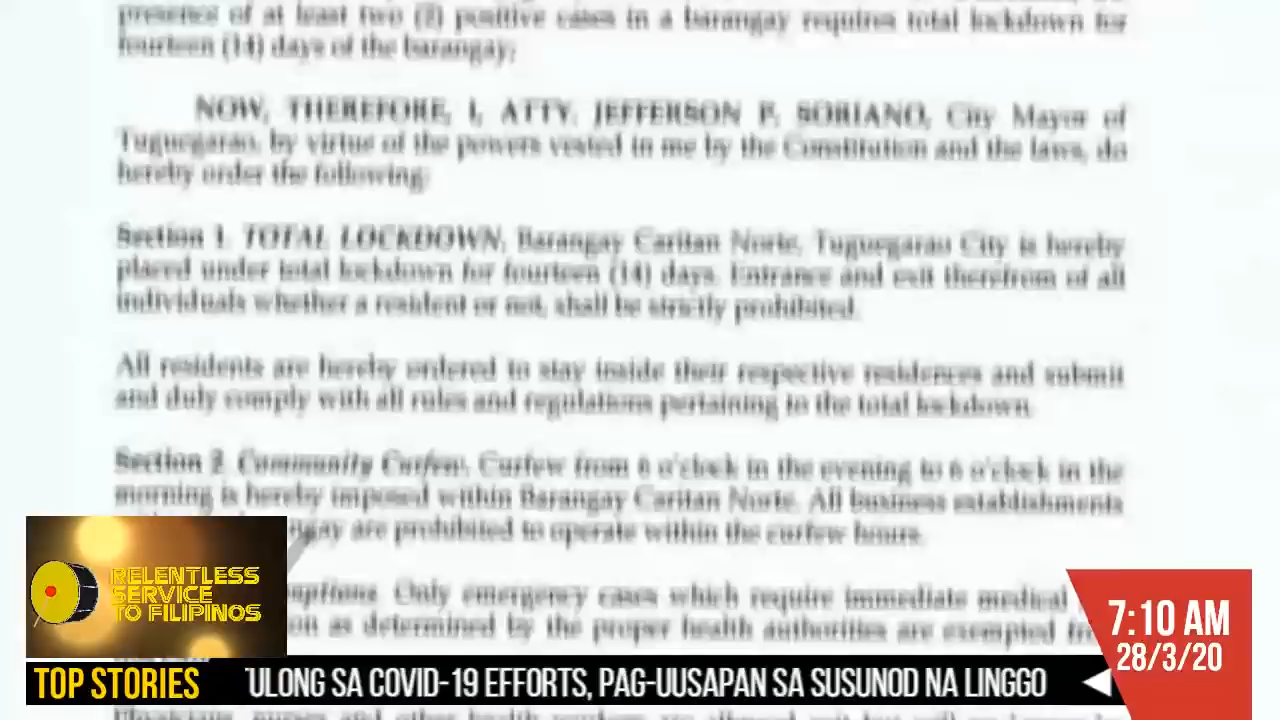 presence of at least two (2) positive cases in a barangay requires total lockdown for
fourteen (14) days of the barangay;
NOW, THEREFORE, I, ATTY. JEFFERSON P. SORIANO, City Mayor of
Tuguegarao, by virtue of the powers vested in me by the Constitution and the laws, do
hereby order the following:
Section 1. TOTAL LOCKDOWN, Barangay Caritan Norte, Tuguegarao City is hereby
placed under total lockdown for fourteen (14) days. Entrance and exit therefrom of all
individuals whether a resident or not, shall be strictly prohibited.
All residents are hereby ordered to stay inside their respective residences and submit
and duly comply with all rules and regulations pertaining to the total lockdown.
Section 2. Community Curfew. Curfew from 6 o'clock in the evening to 6 o'clock in the
morning is hereby imposed within Barangay Caritan Norte. All business establishments
ngay are prohibited to operate within the curfew hours.
Only emergency cases which require immediate medical
on as determined by the proper health authorities are exempted
RELENTLESS
SERVICE
TO FILIPINOS
7:10 AM
28/3/20
TOP STORIES
ULONG SA COVID-19 EFFORTS, PAG-UUSAPAN SA SUSUNOD NA LINGGO